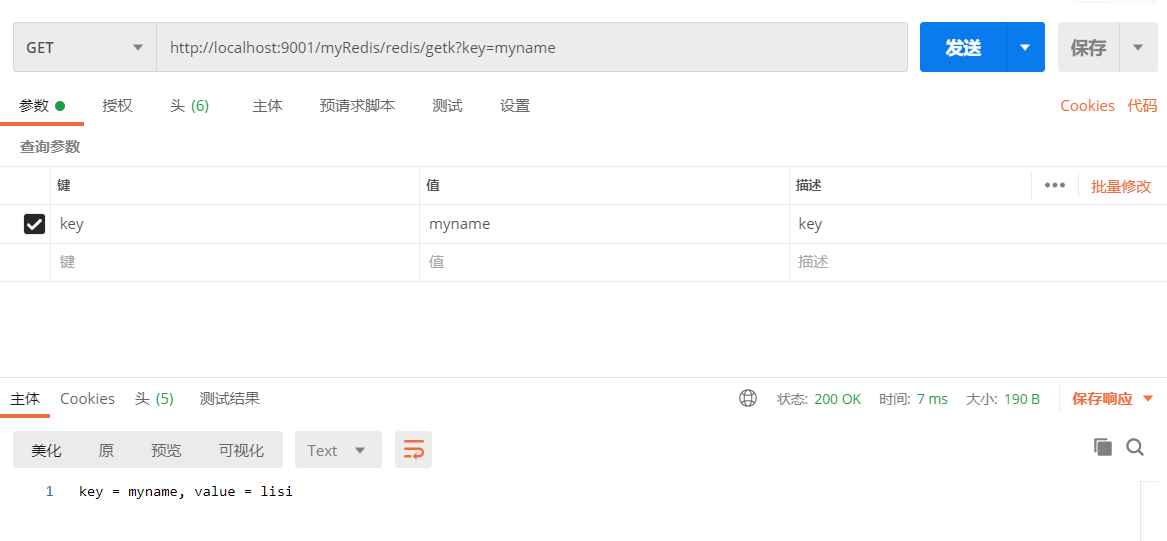 GET http://localhost:9001/myRedis/redis/getk?key=myname 发送 保存
参数 授权 头 (6) 主体 预请求脚本 测试 设置 Cookies 代码
查询参数
键 值 描述 ••• 批量修改
key myname key
键 值 描述
主体 Cookies 头 (5) 测试结果 状态: 200 OK 时间: 7 ms 大小: 190 B 保存响应
美化 原 预览 可视化 Text
1 key = myname, value = lisi